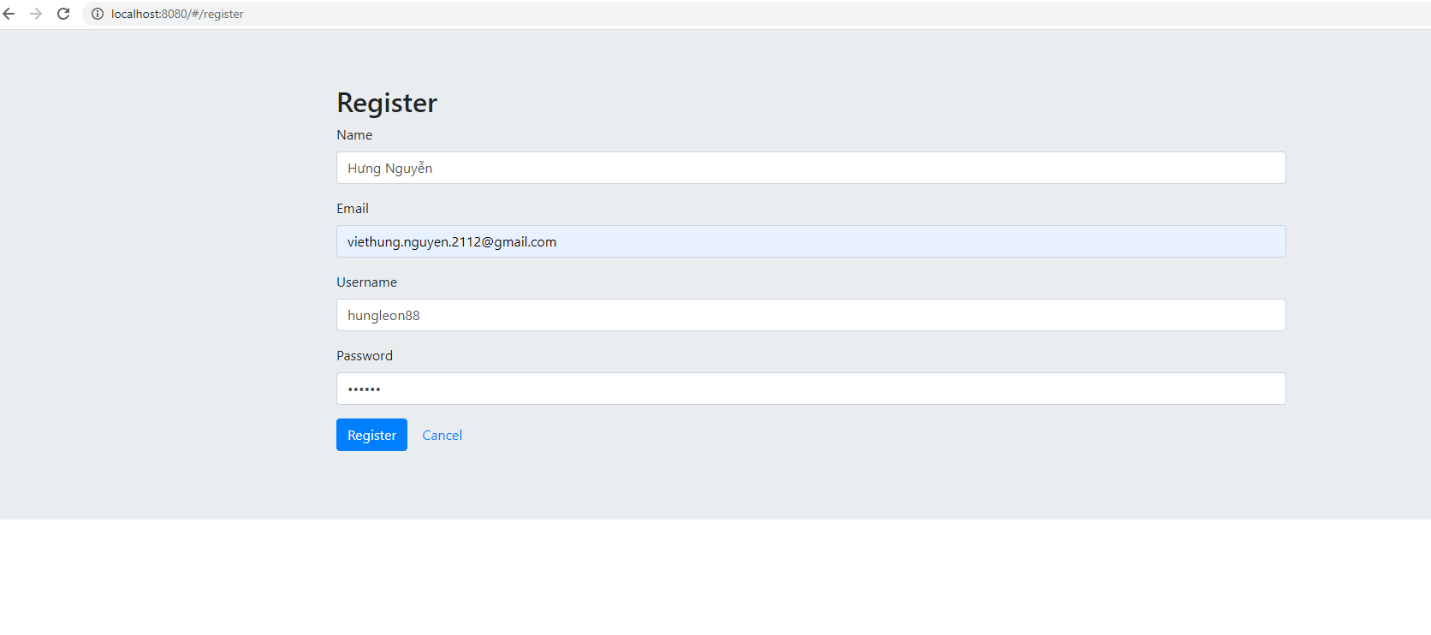 localhost:8080/#/register
Register
Name
Hưng Nguyễn
Email
viethung.nguyen.2112@gmail.com
Username
hungleon88
Password
••••••
Register Cancel